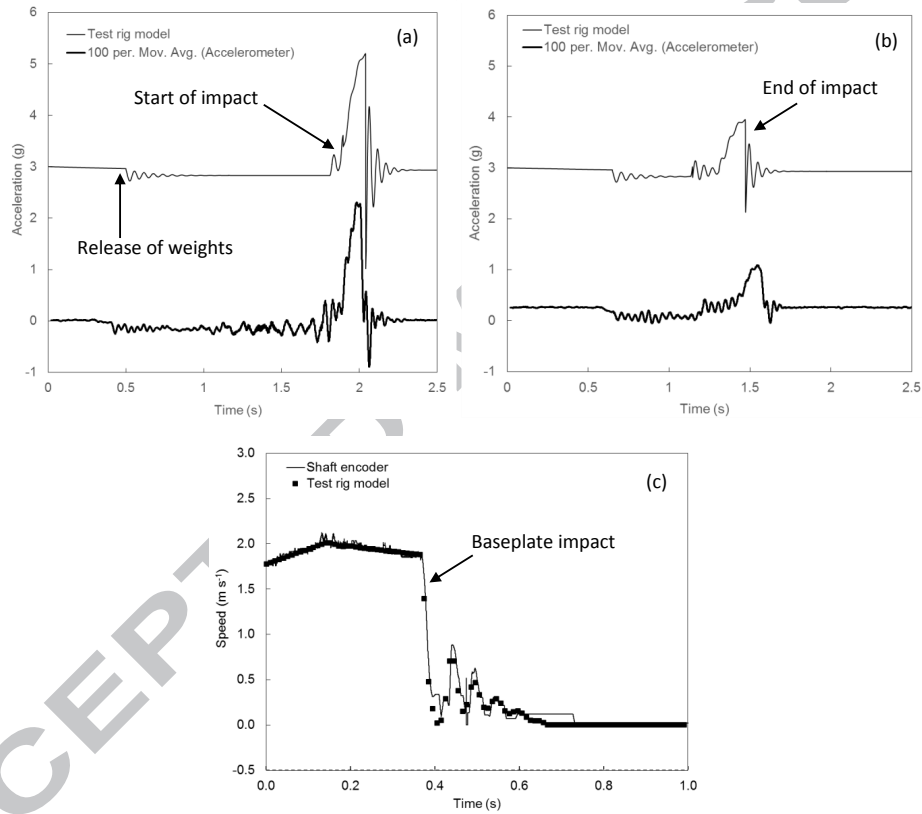 6
5
4
3
2
1
0
-1
Acceleration (g)
Test rig model
100 per. Mov. Avg. (Accelerometer)
(a)
Start of impact
Release of weights
0
0.5
1
1.5
2
2.5
Time (s)
6
5
4
3
2
1
0
-1
Acceleration (g)
Test rig model
100 per. Mov. Avg. (Accelerometer)
(b)
End of impact
0
0.5
1
1.5
2
2.5
Time (s)
3.0
2.5
2.0
1.5
1.0
0.5
0.0
-0.5
Speed (m s-1)
Shaft encoder
Test rig model
(c)
Baseplate impact
0.0
0.2
0.4
0.6
0.8
1.0
Time (s)
CEPT